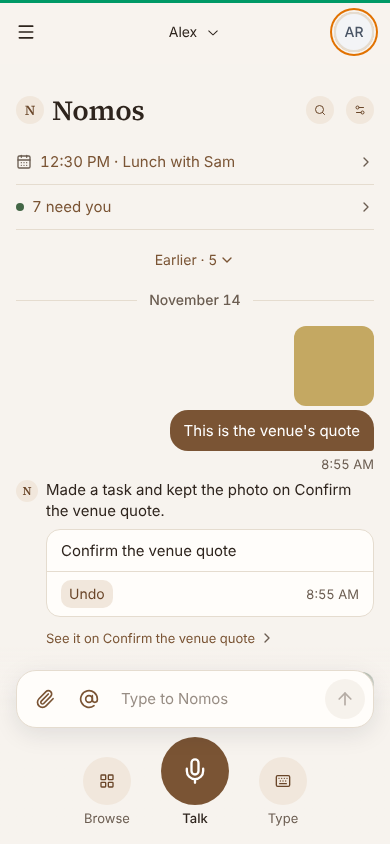 Alex
AR
N
Nomos
12:30 PM · Lunch with Sam
7 need you
Earlier · 5
November 14
This is the venue's quote
8:55 AM
N
Made a task and kept the photo on Confirm
the venue quote.
Confirm the venue quote
Undo
8:55 AM
See it on Confirm the venue quote
Type to Nomos
Browse
Talk
Type